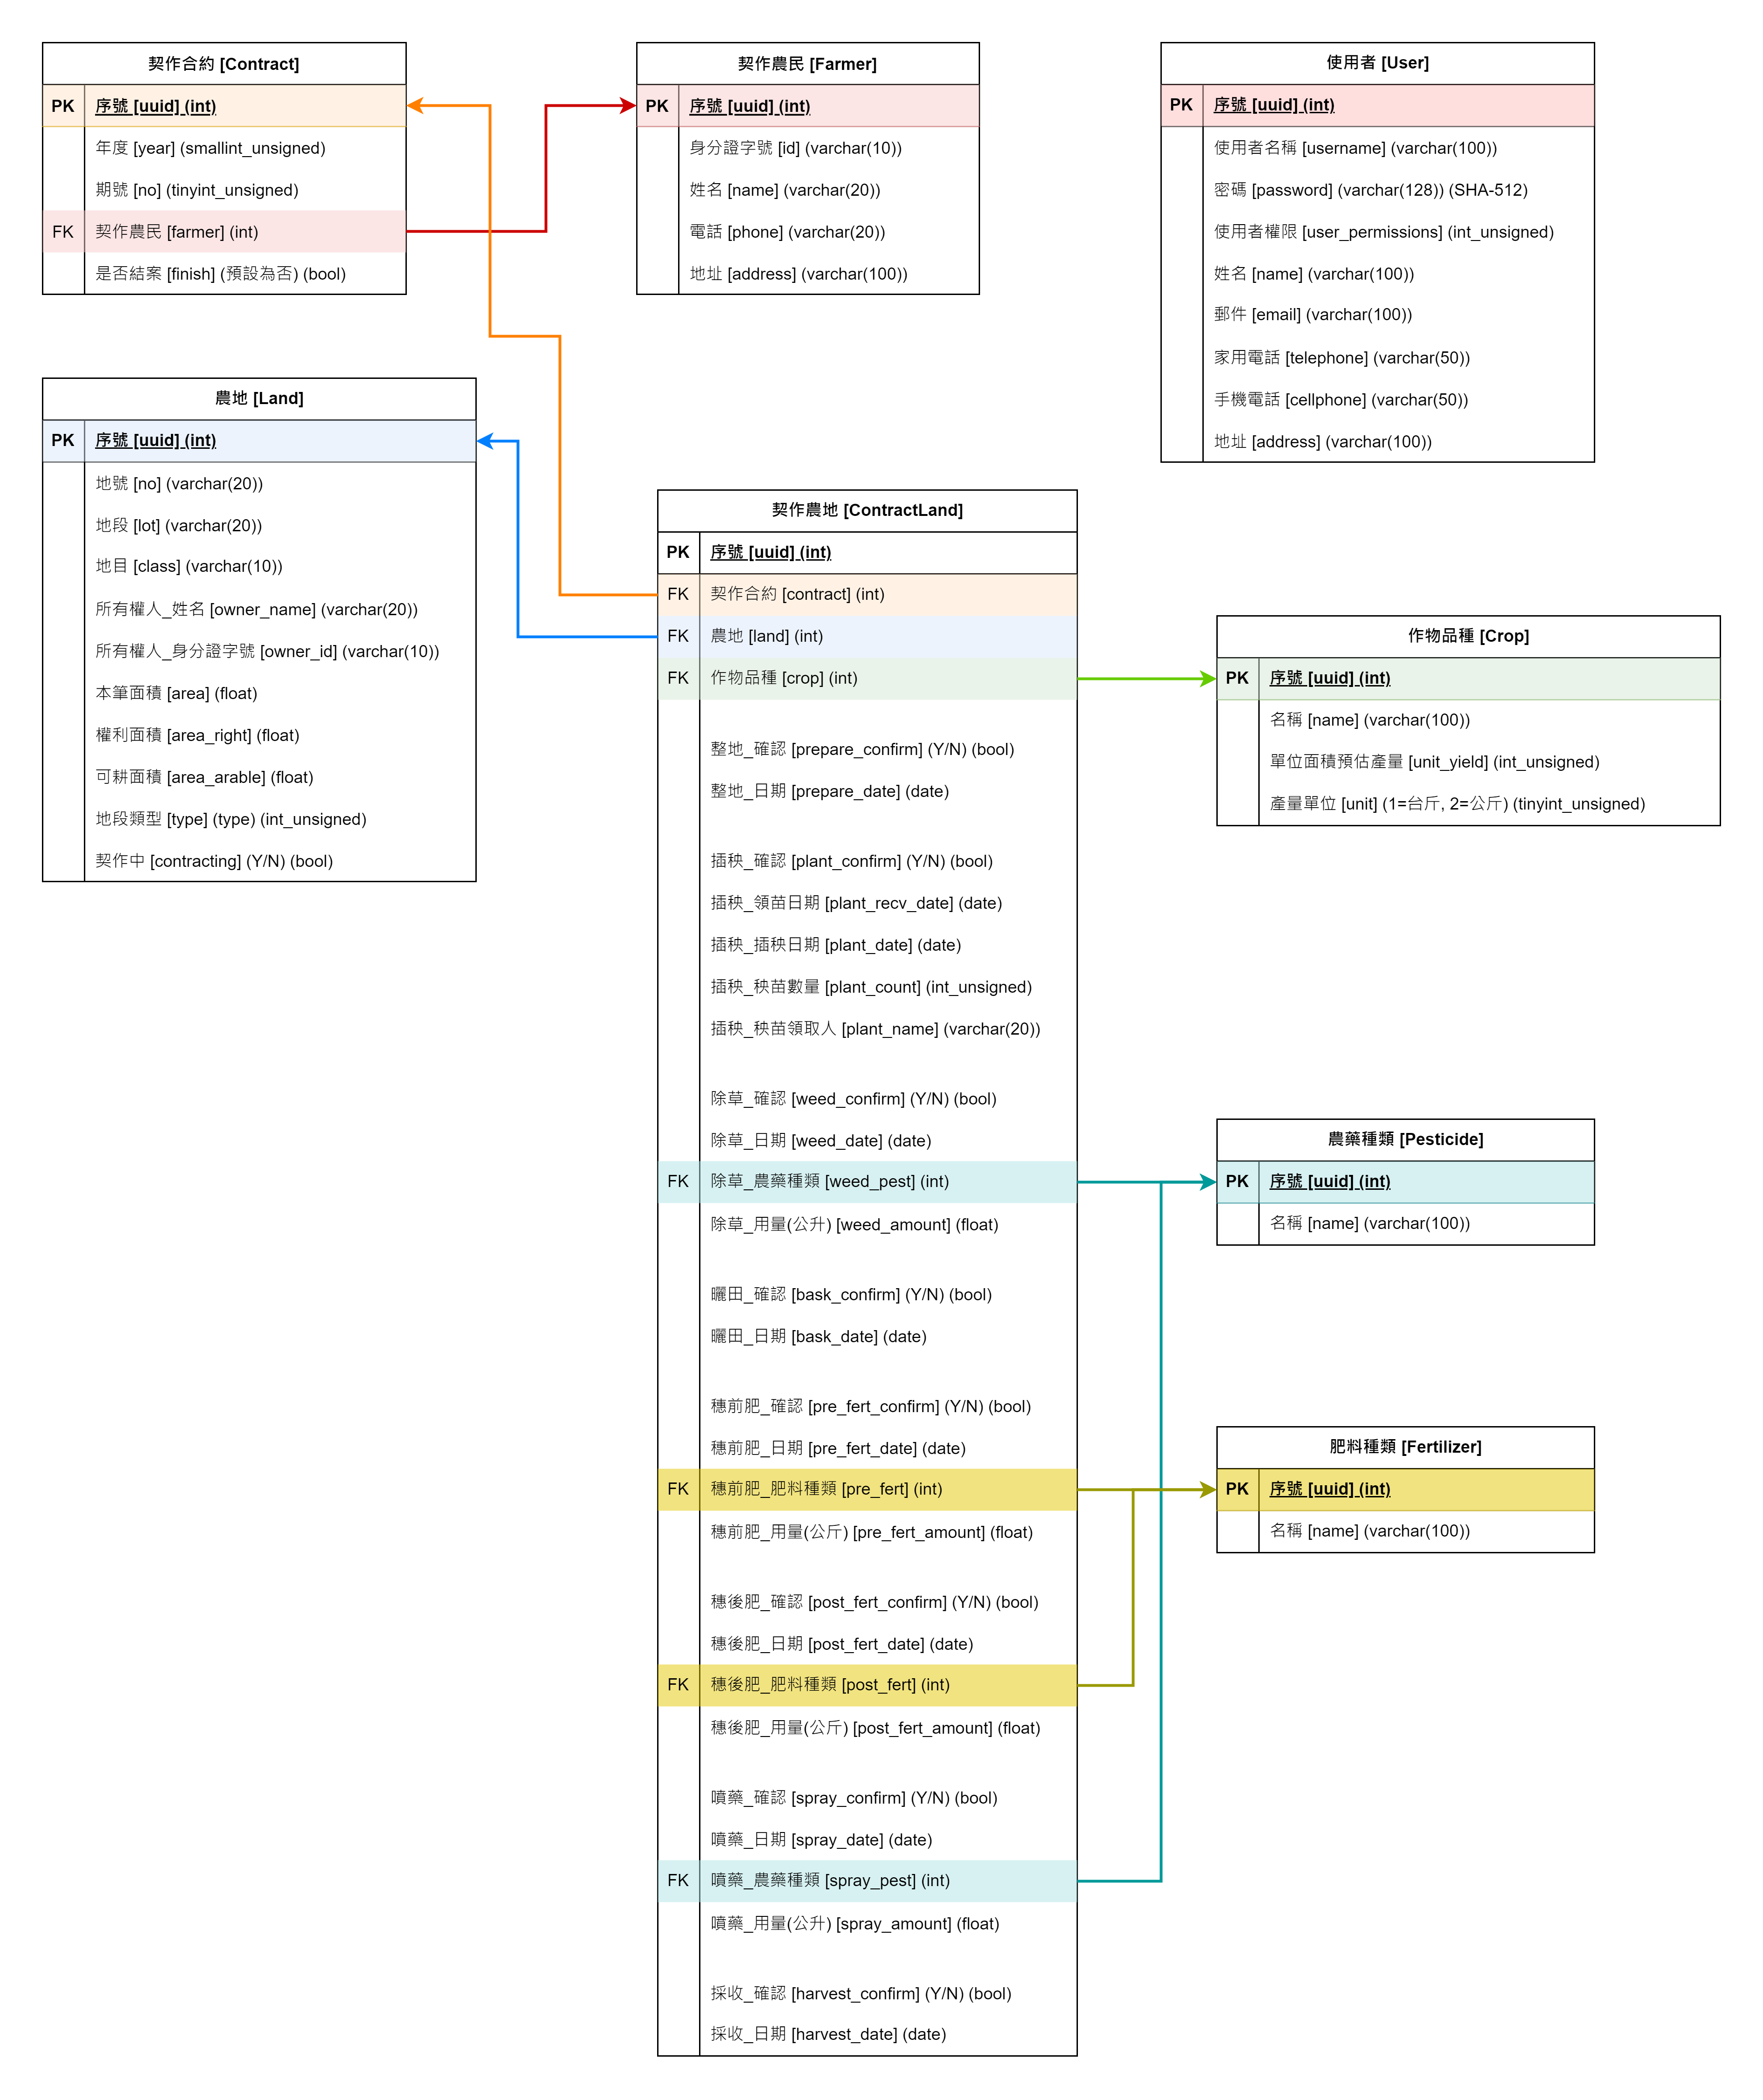 契作合約 [Contract]
PK 序號 [uuid] (int)
年度 [year] (smallint_unsigned)
期號 [no] (tinyint_unsigned)
FK 契作農民 [farmer] (int)
是否結案 [finish] (預設為否) (bool)
契作農民 [Farmer]
PK 序號 [uuid] (int)
身分證字號 [id] (varchar(10))
姓名 [name] (varchar(20))
電話 [phone] (varchar(20))
地址 [address] (varchar(100))
使用者 [User]
PK 序號 [uuid] (int)
使用者名稱 [username] (varchar(100))
密碼 [password] (varchar(128)) (SHA-512)
使用者權限 [user_permissions] (int_unsigned)
姓名 [name] (varchar(100))
郵件 [email] (varchar(100))
家用電話 [telephone] (varchar(50))
手機電話 [cellphone] (varchar(50))
地址 [address] (varchar(100))
農地 [Land]
PK 序號 [uuid] (int)
地號 [no] (varchar(20))
地段 [lot] (varchar(20))
地目 [class] (varchar(10))
所有權人_姓名 [owner_name] (varchar(20))
所有權人_身分證字號 [owner_id] (varchar(10))
本筆面積 [area] (float)
權利面積 [area_right] (float)
可耕面積 [area_arable] (float)
地段類型 [type] (type) (int_unsigned)
契作中 [contracting] (Y/N) (bool)
契作農地 [ContractLand]
PK 序號 [uuid] (int)
FK 契作合約 [contract] (int)
FK 農地 [land] (int)
FK 作物品種 [crop] (int)
整地_確認 [prepare_confirm] (Y/N) (bool)
整地_日期 [prepare_date] (date)
插秧_確認 [plant_confirm] (Y/N) (bool)
插秧_領苗日期 [plant_recv_date] (date)
插秧_插秧日期 [plant_date] (date)
插秧_秧苗數量 [plant_count] (int_unsigned)
插秧_秧苗領取人 [plant_name] (varchar(20))
除草_確認 [weed_confirm] (Y/N) (bool)
除草_日期 [weed_date] (date)
FK 除草_農藥種類 [weed_pest] (int)
除草_用量(公升) [weed_amount] (float)
曬田_確認 [bask_confirm] (Y/N) (bool)
曬田_日期 [bask_date] (date)
穗前肥_確認 [pre_fert_confirm] (Y/N) (bool)
穗前肥_日期 [pre_fert_date] (date)
FK 穗前肥_肥料種類 [pre_fert] (int)
穗前肥_用量(公斤) [pre_fert_amount] (float)
穗後肥_確認 [post_fert_confirm] (Y/N) (bool)
穗後肥_日期 [post_fert_date] (date)
FK 穗後肥_肥料種類 [post_fert] (int)
穗後肥_用量(公斤) [post_fert_amount] (float)
噴藥_確認 [spray_confirm] (Y/N) (bool)
噴藥_日期 [spray_date] (date)
FK 噴藥_農藥種類 [spray_pest] (int)
噴藥_用量(公升) [spray_amount] (float)
採收_確認 [harvest_confirm] (Y/N) (bool)
採收_日期 [harvest_date] (date)
作物品種 [Crop]
PK 序號 [uuid] (int)
名稱 [name] (varchar(100))
單位面積預估產量 [unit_yield] (int_unsigned)
產量單位 [unit] (1=台斤, 2=公斤) (tinyint_unsigned)
農藥種類 [Pesticide]
PK 序號 [uuid] (int)
名稱 [name] (varchar(100))
肥料種類 [Fertilizer]
PK 序號 [uuid] (int)
名稱 [name] (varchar(100))